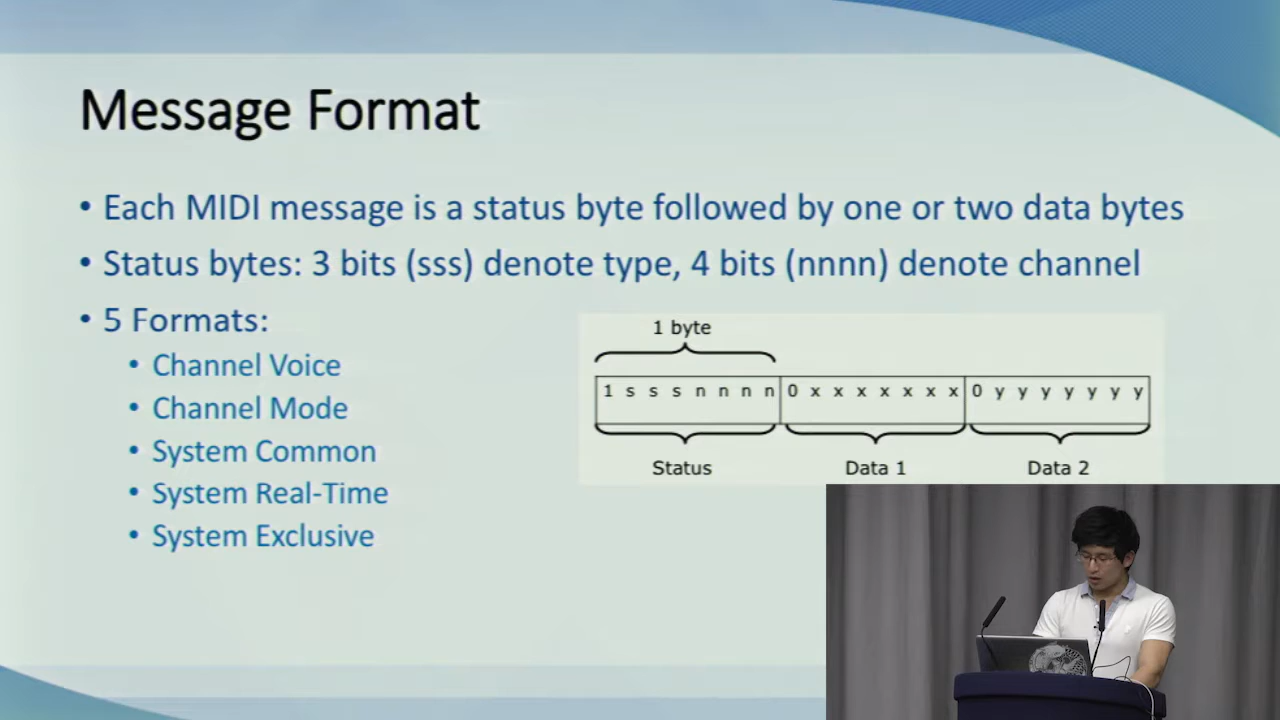 Message Format
• Each MIDI message is a status byte followed by one or two data bytes
• Status bytes: 3 bits (sss) denote type, 4 bits (nnnn) denote channel
• 5 Formats:
• Channel Voice
• Channel Mode
• System Common
• System Real-Time
• System Exclusive
1 byte
1 s s s n n n n 0 x x x x x x x 0 y y y y y y y
Status Data 1 Data 2